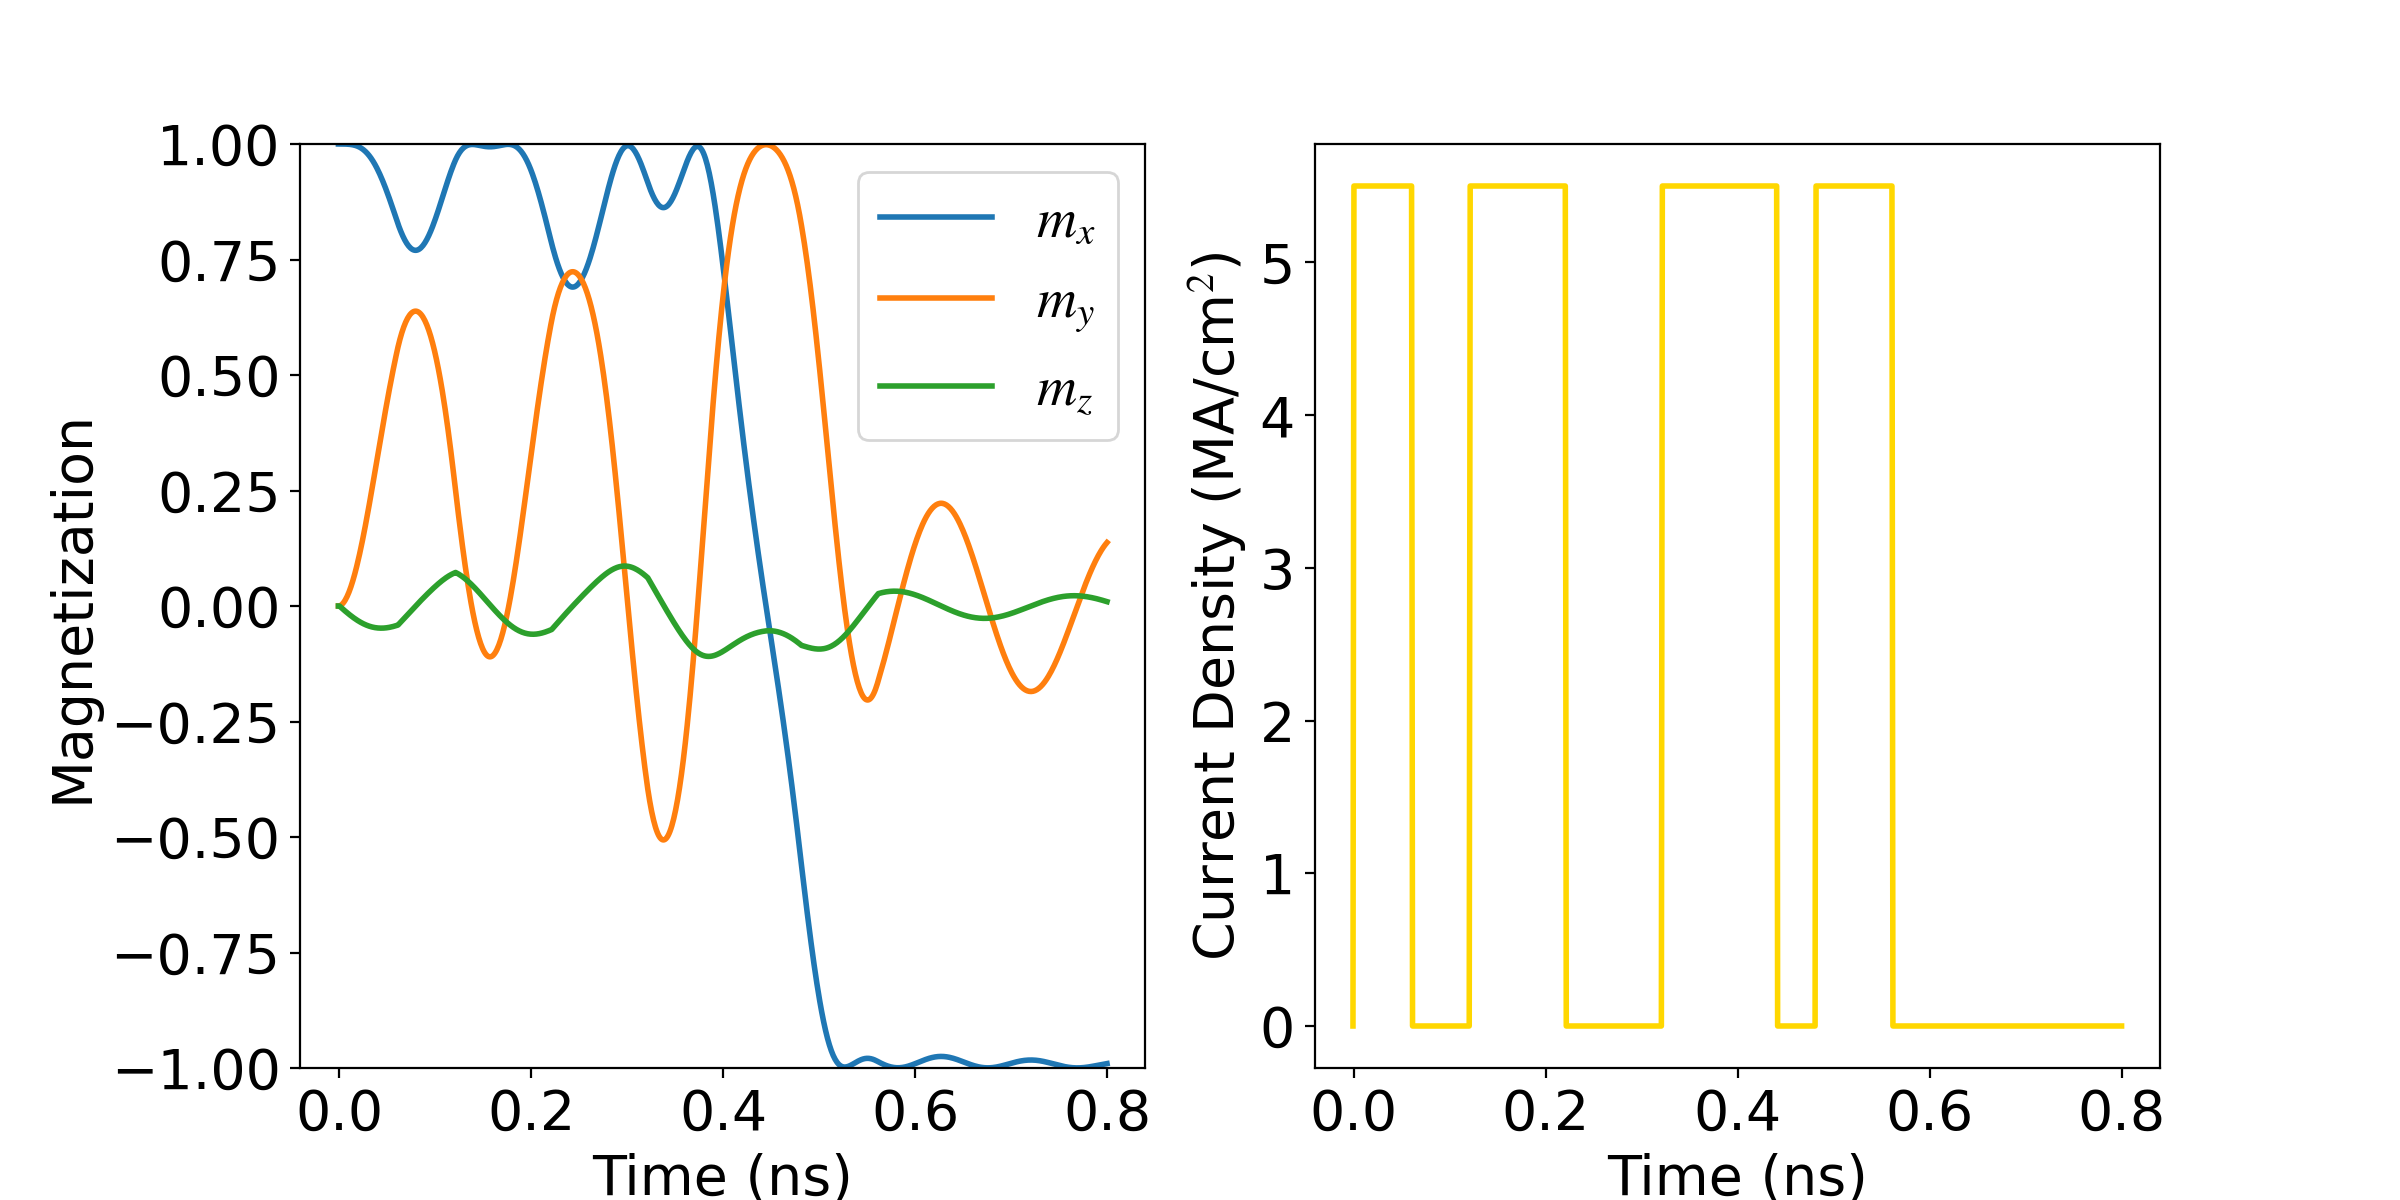 1.00
0.75
0.50
0.25
0.00
−0.25
−0.50
−0.75
−1.00
Magnetization
0.0 0.2 0.4 0.6 0.8
Time (ns)
m_x
m_y
m_z
5
4
3
2
1
0
Current Density (MA/cm²)
0.0 0.2 0.4 0.6 0.8
Time (ns)